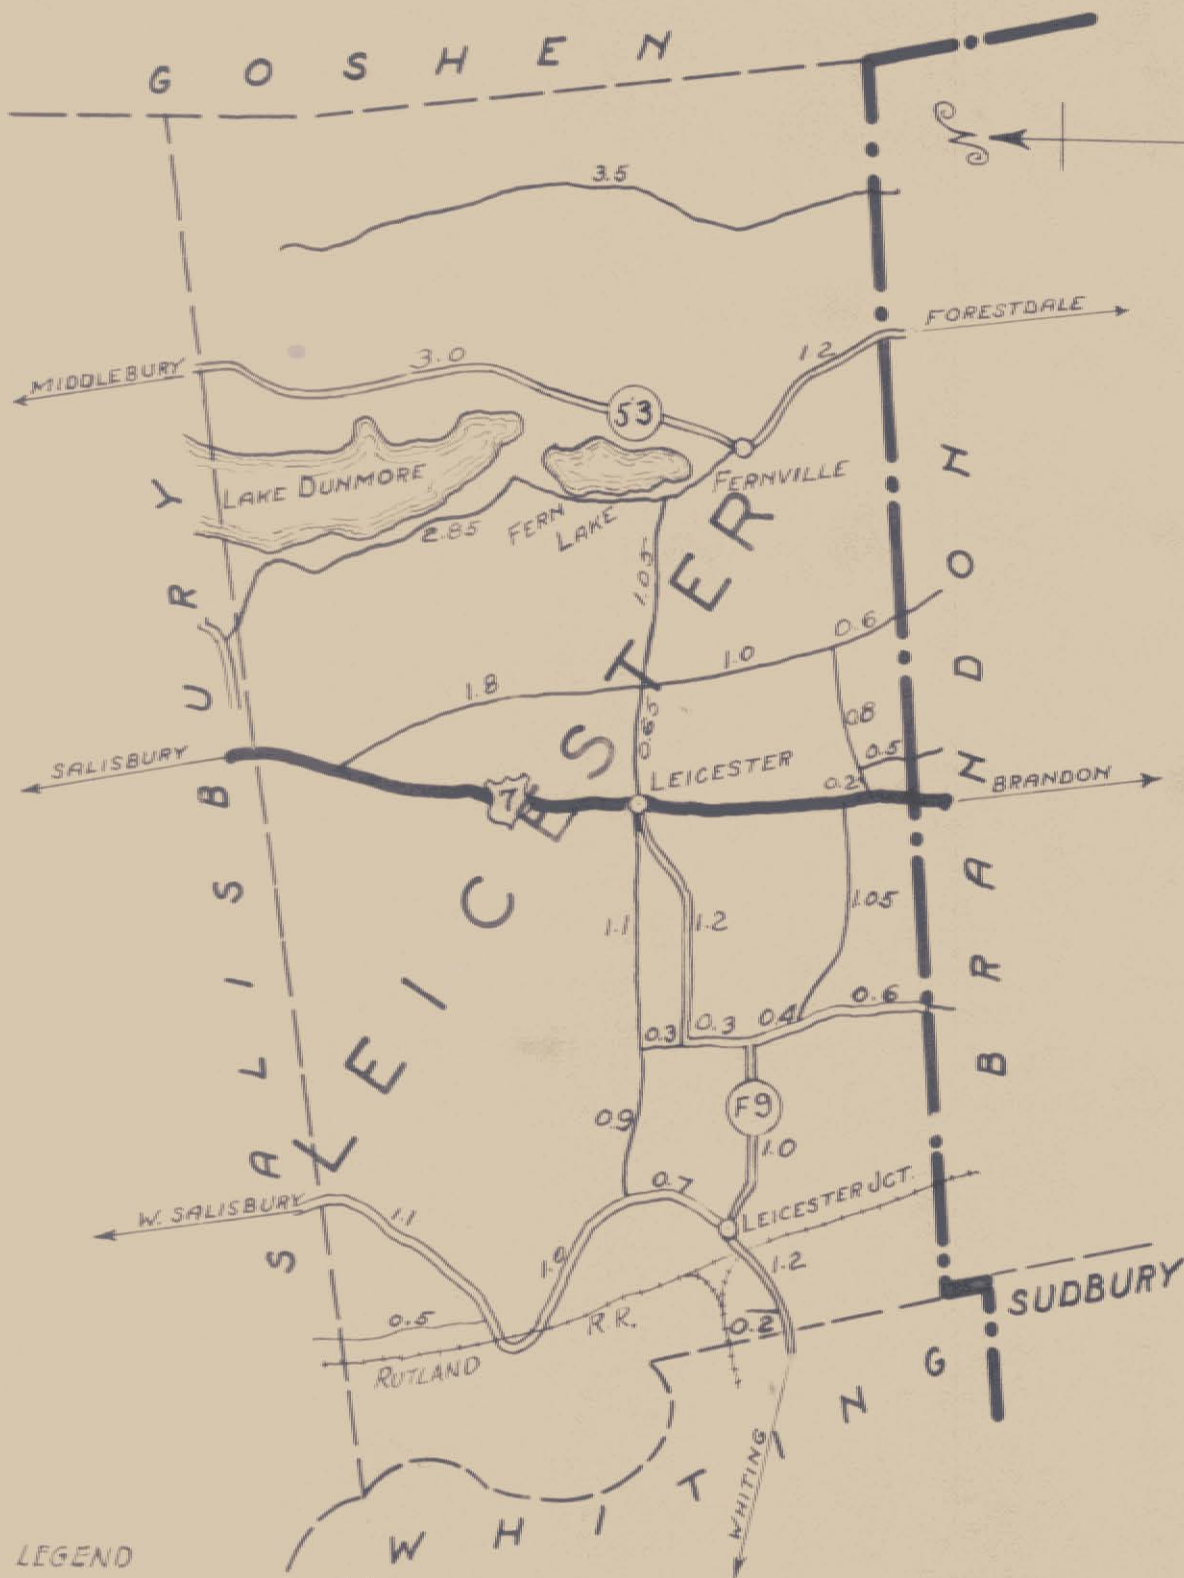 GOSHEN
N
3.5
FORESTDALE
1.2
3.0
MIDDLEBURY
53
LAKE DUNMORE
FERNVILLE
FERN
LAKE
2.85
1.05
0.6
1.0
1.8
0.65
0.8
0.5
0.2
SALISBURY
LEICESTER
BRANDON
7
LEICESTER
SALISBURY
BRANDON
1.1
1.2
1.05
0.6
0.3
0.3
0.4
0.9
F9
1.0
0.7
W. SALISBURY
LEICESTER JCT.
1.1
1.9
1.2
0.5
R.R.
0.2
RUTLAND
SUDBURY
WHITING
WHITING
LEGEND